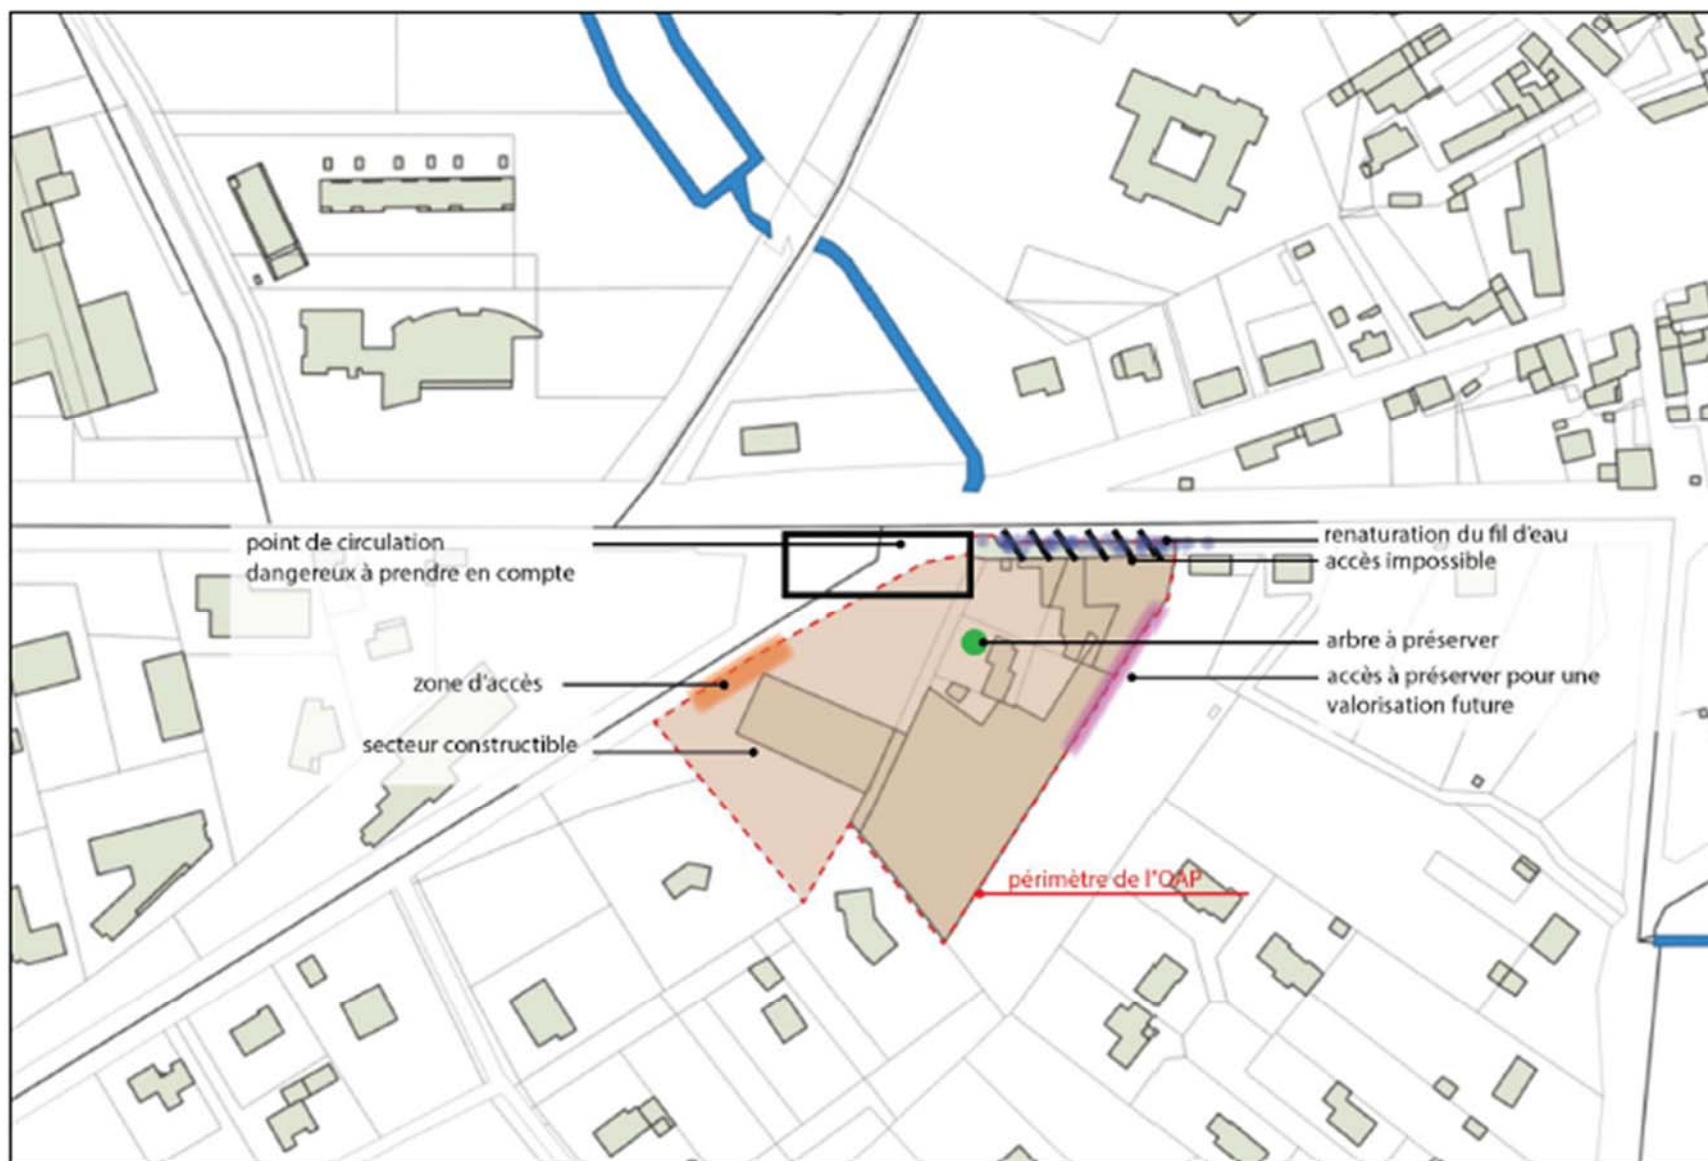 point de circulation
dangereux à prendre en compte
zone d'accès
secteur constructible
renaturation du fil d'eau
accès impossible
arbre à préserver
accès à préserver pour une
valorisation future
périmètre de l'OAP